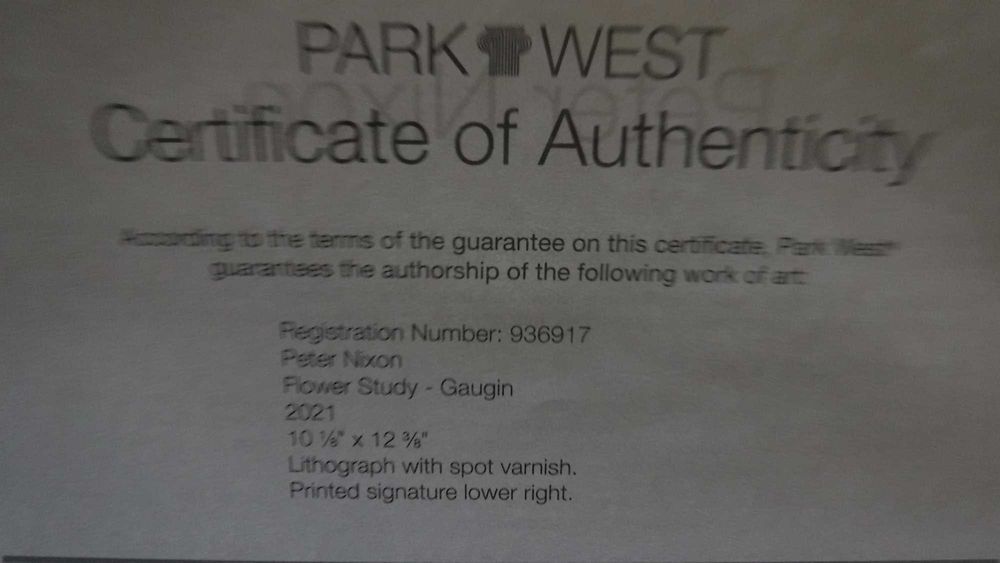 PARK WEST
Certificate of Authenticity
According to the terms of the guarantee on this certificate, Park West*
guarantees the authorship of the following work of art:
Registration Number: 936917
Peter Nixon
Flower Study - Gaugin
2021
10 ⅛" x 12 ⅜"
Lithograph with spot varnish.
Printed signature lower right.